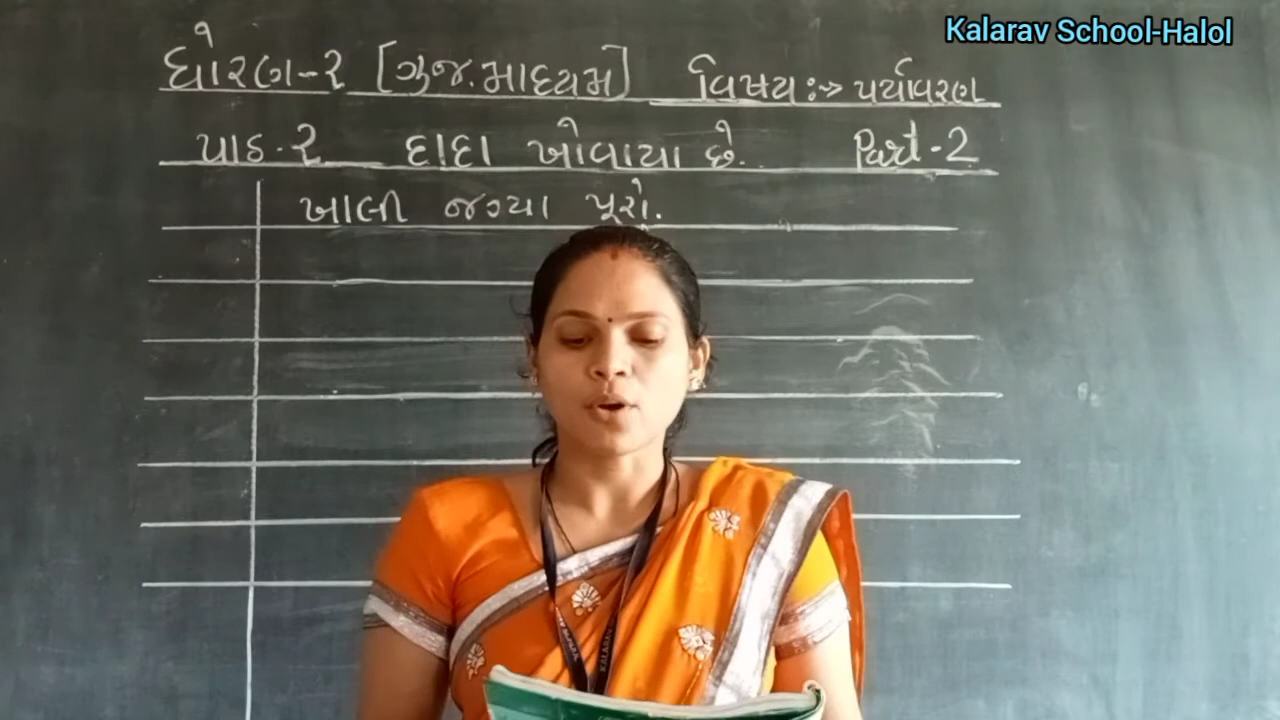 Kalarav School-Halol
ધોરણ-૨ [ગુજ.માધ્યમ] વિષય:-> પર્યાવરણ
પાઠ.૨ દાદા ખોવાયા છે. Part-2
ખાલી જગ્યા પૂરો.